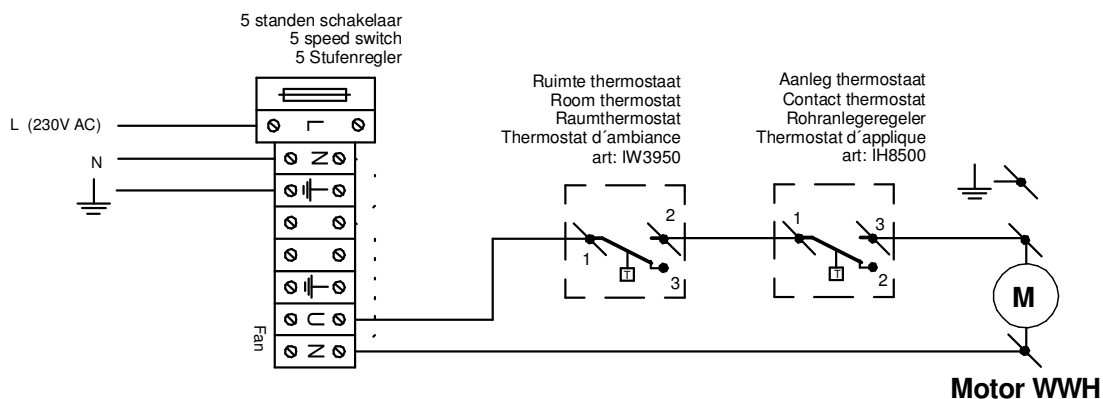 5 standen schakelaar
5 speed switch
5 Stufenregler
Ruimte thermostaat
Room thermostat
Raumthermostat
Thermostat d´ambiance
art: IW3950
Aanleg thermostaat
Contact thermostat
Rohranlegeregeler
Thermostat d´applique
art: IH8500
L (230V AC)
L
N
N
U
N
Fan
1
2
3
T
1
3
2
T
M
Motor WWH